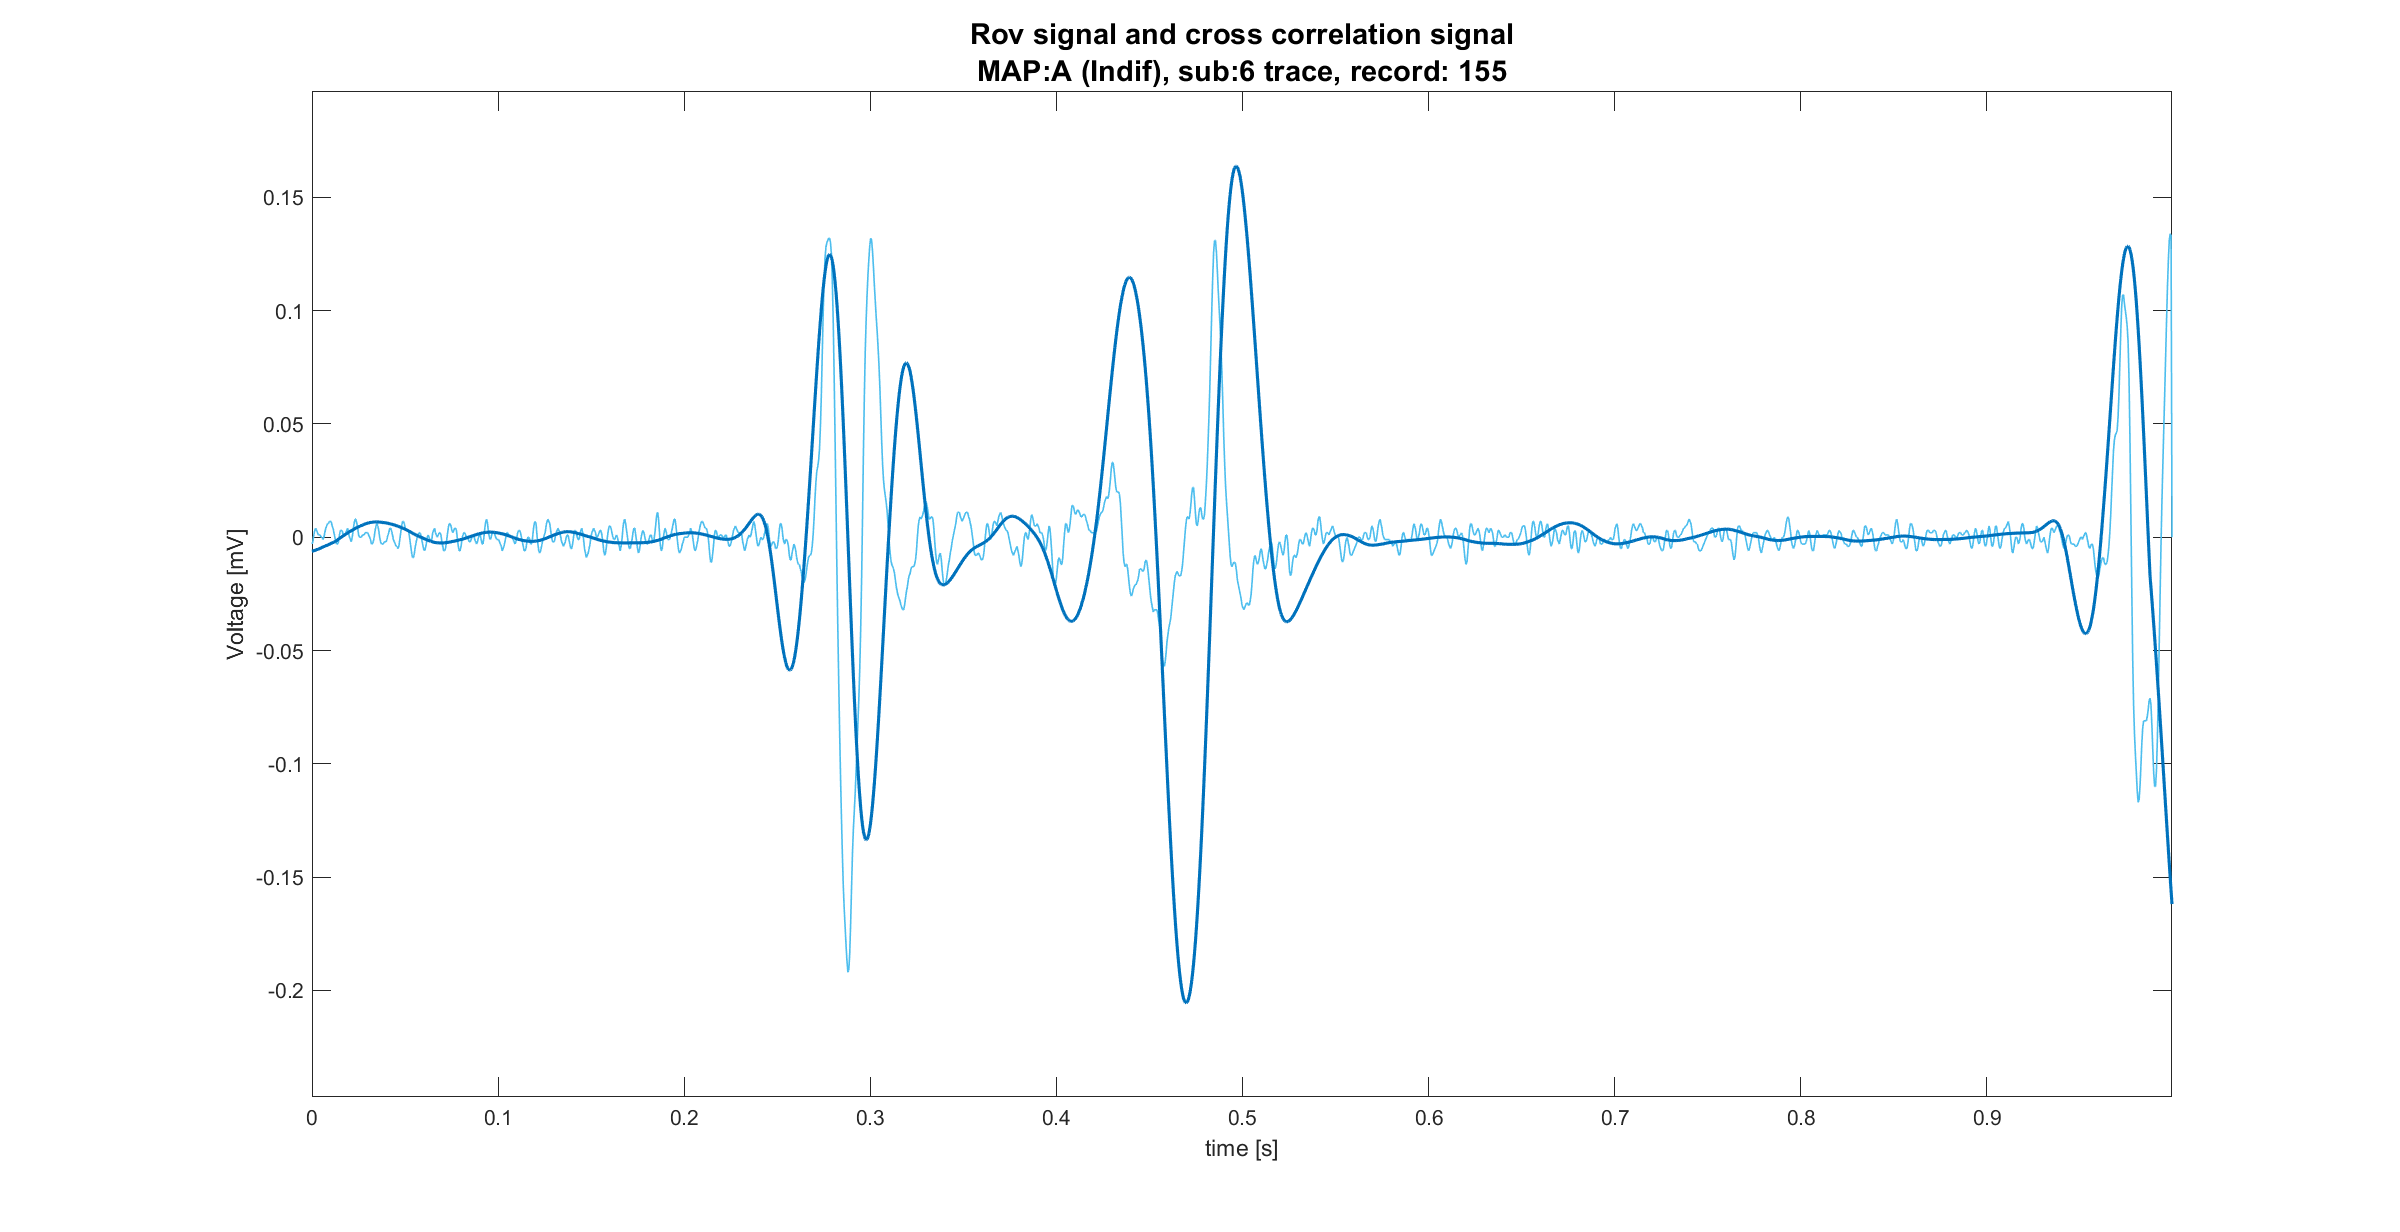 Rov signal and cross correlation signal
MAP:A (Indif), sub:6 trace, record: 155
Voltage [mV]
0.15
0.1
0.05
0
-0.05
-0.1
-0.15
-0.2
0 0.1 0.2 0.3 0.4 0.5 0.6 0.7 0.8 0.9
time [s]